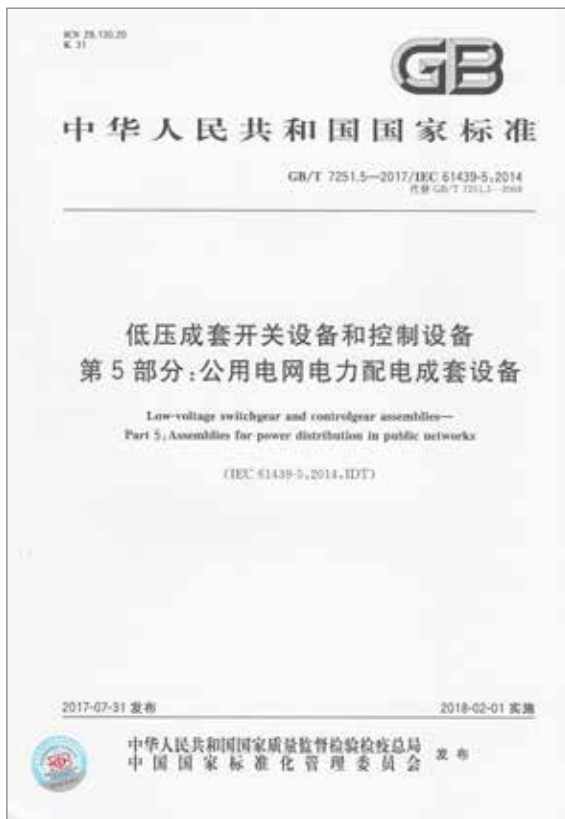 ICS 29.130.20
K 31
GB
中华人民共和国国家标准
GB/T 7251.5—2017/IEC 61439-5:2014
代替 GB/T 7251.5—2008
低压成套开关设备和控制设备
第5部分:公用电网电力配电成套设备
Low-voltage switchgear and controlgear assemblies—
Part 5:Assemblies for power distribution in public networks
(IEC 61439-5:2014,IDT)
2017-07-31 发布
2018-02-01 实施
中华人民共和国国家质量监督检验检疫总局
中国国家标准化管理委员会
发布